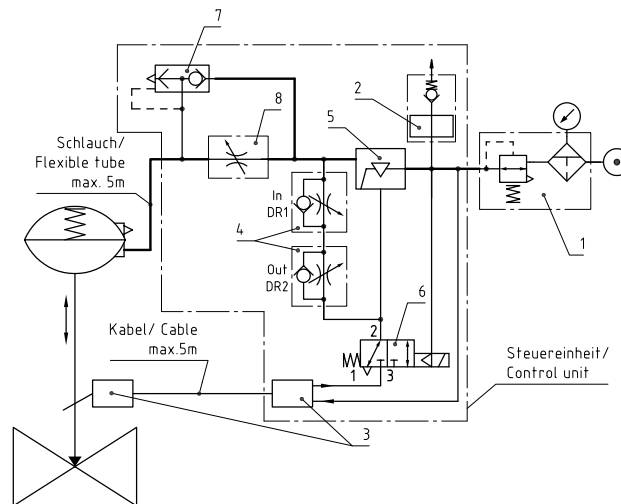 7
2
8
5
Schlauch/
Flexible tube
max. 5m
In
DR1
4
Out
DR2
1
6
2
1
3
Kabel/ Cable
max.5m
Steuereinheit/
Control unit
3